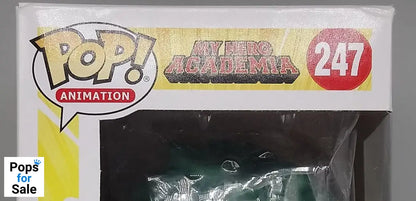 POP!
ANIMATION
MY HERO
ACADEMIA
247
Pops
for
Sale